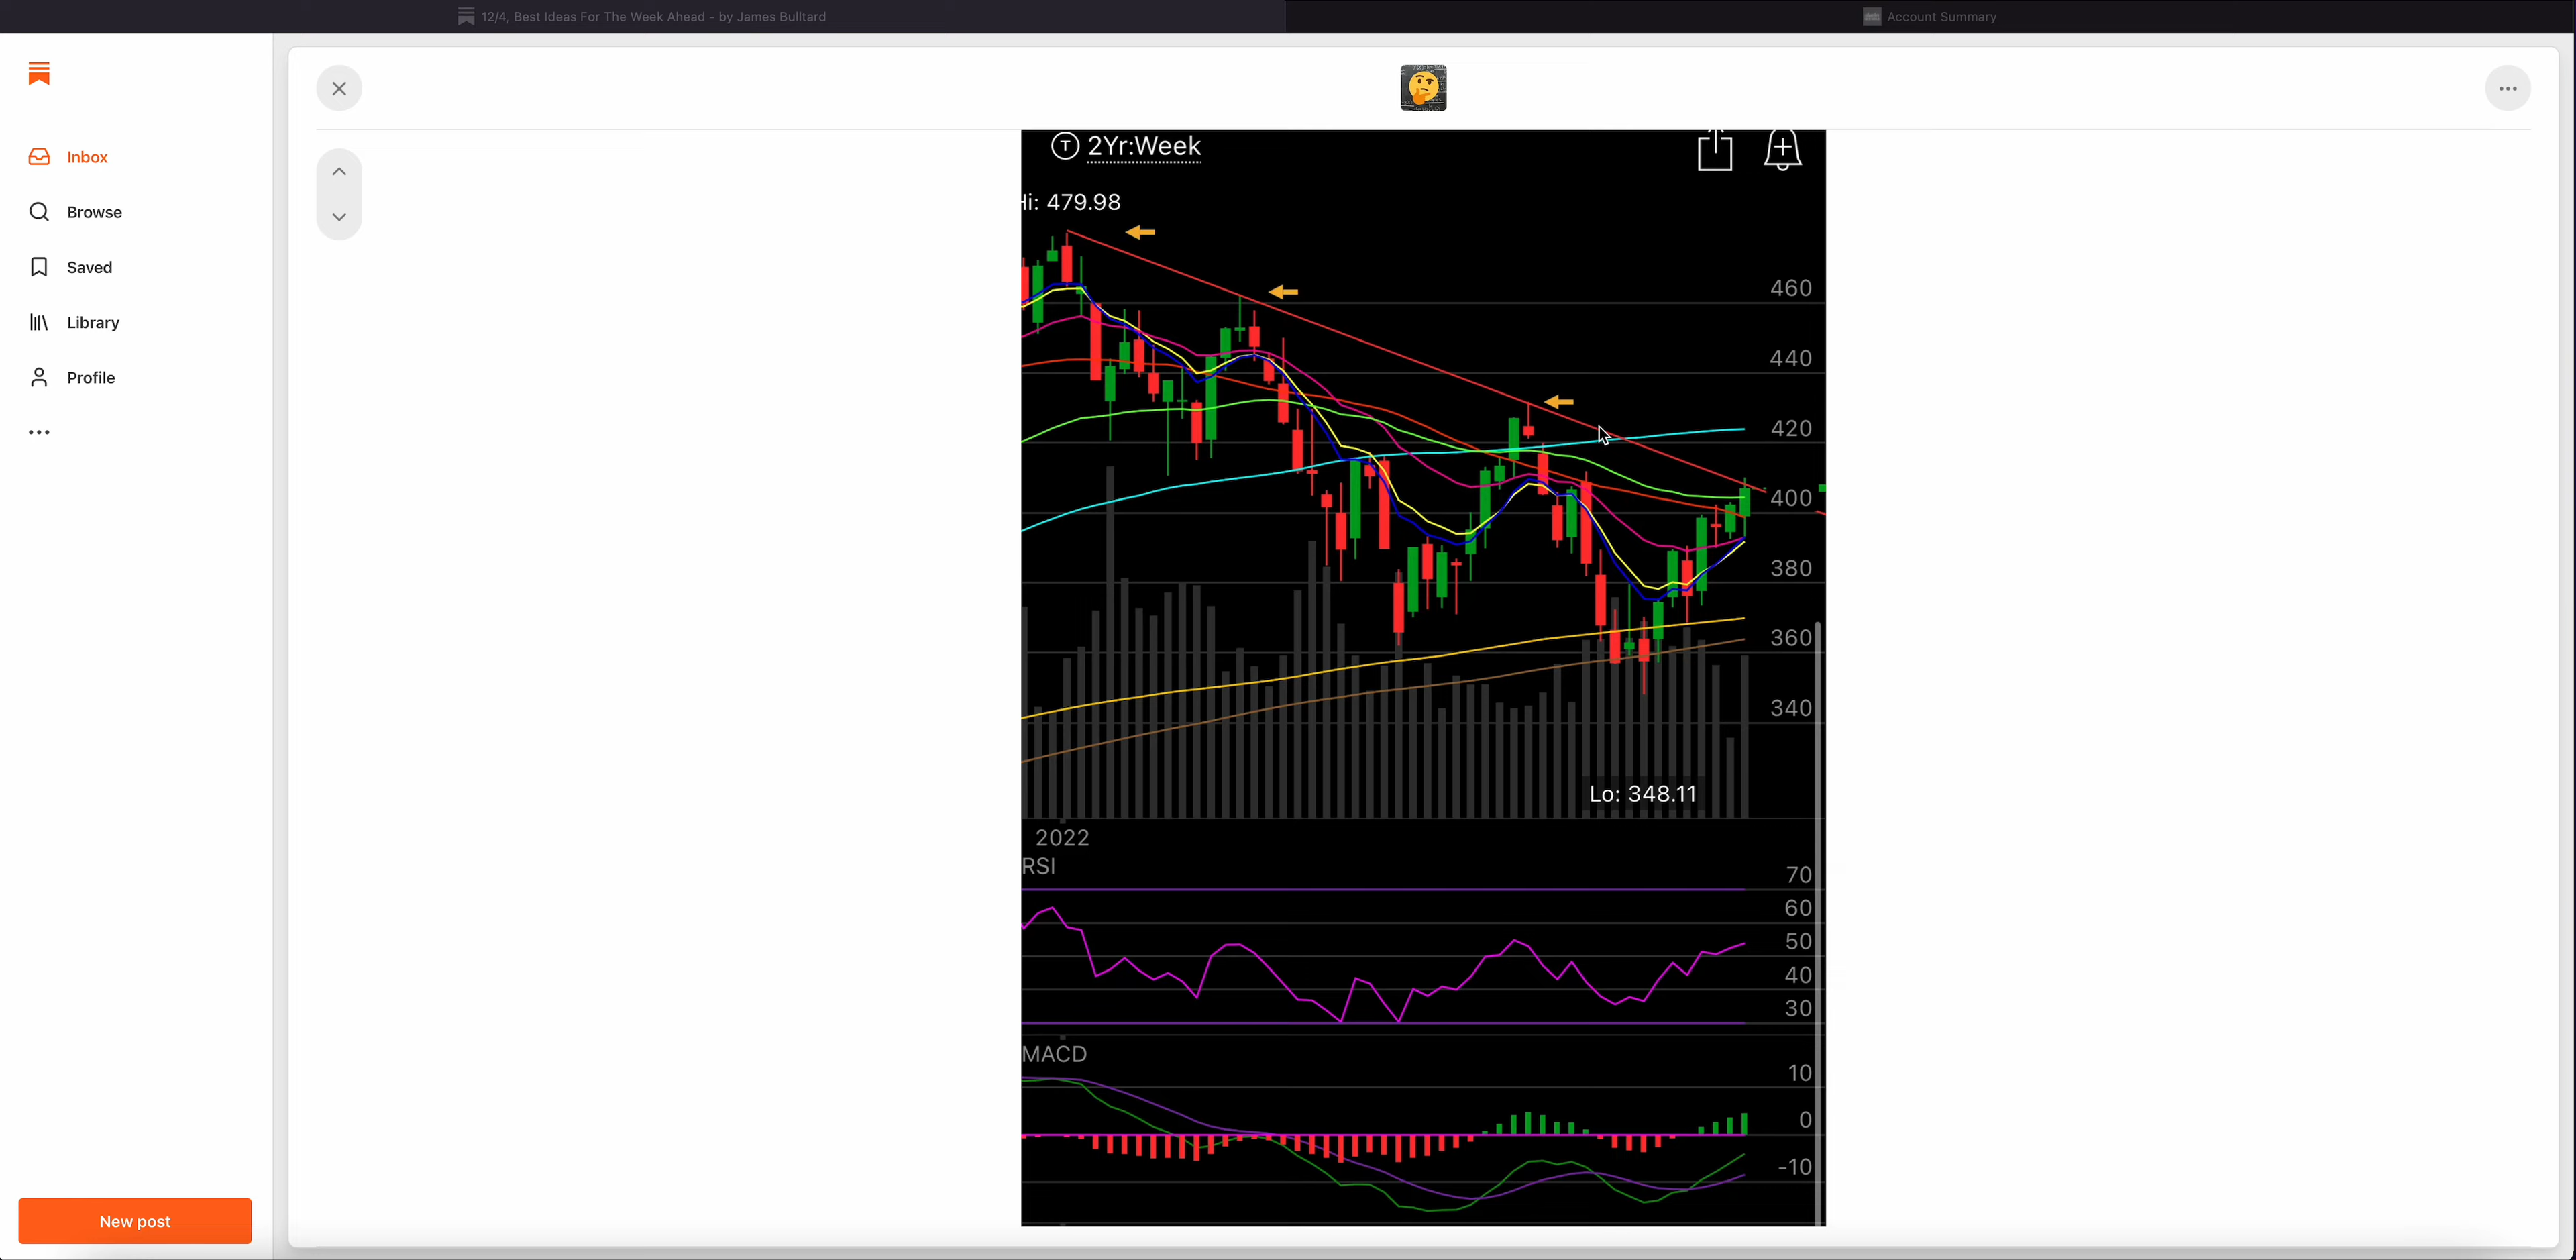 12/4, Best Ideas For The Week Ahead - by James Bulltard
Account Summary
Inbox
Browse
Saved
Library
Profile
New post
T 2Yr:Week
Hi: 479.98
460
440
420
400
380
360
340
Lo: 348.11
2022
RSI
70
60
50
40
30
MACD
10
0
-10